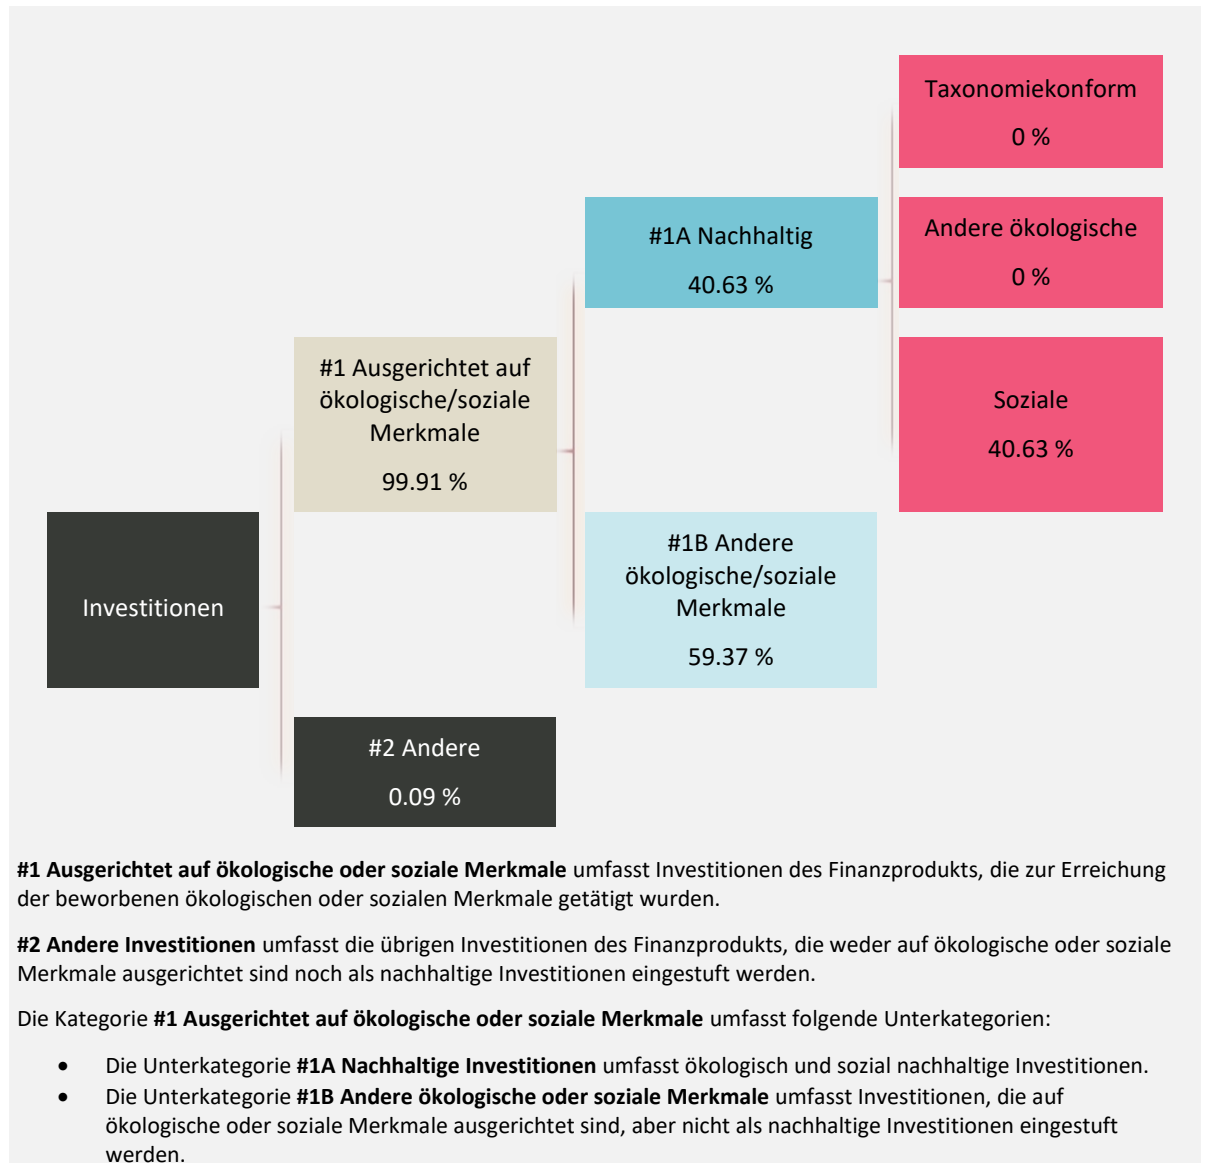 Taxonomiekonform
0 %
#1A Nachhaltig
40.63 %
Andere ökologische
0 %
#1 Ausgerichtet auf
ökologische/soziale
Merkmale
99.91 %
Soziale
40.63 %
Investitionen
#1B Andere
ökologische/soziale
Merkmale
59.37 %
#2 Andere
0.09 %
#1 Ausgerichtet auf ökologische oder soziale Merkmale umfasst Investitionen des Finanzprodukts, die zur Erreichung
der beworbenen ökologischen oder sozialen Merkmale getätigt wurden.
#2 Andere Investitionen umfasst die übrigen Investitionen des Finanzprodukts, die weder auf ökologische oder soziale
Merkmale ausgerichtet sind noch als nachhaltige Investitionen eingestuft werden.
Die Kategorie #1 Ausgerichtet auf ökologische oder soziale Merkmale umfasst folgende Unterkategorien:
• Die Unterkategorie #1A Nachhaltige Investitionen umfasst ökologisch und sozial nachhaltige Investitionen.
• Die Unterkategorie #1B Andere ökologische oder soziale Merkmale umfasst Investitionen, die auf
ökologische oder soziale Merkmale ausgerichtet sind, aber nicht als nachhaltige Investitionen eingestuft
werden.